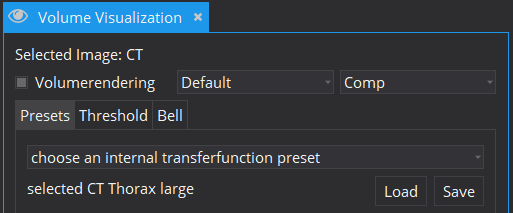 Volume Visualization ×
Selected Image: CT
Volumerendering Default Comp
Presets Threshold Bell
choose an internal transferfunction preset
selected CT Thorax large Load Save